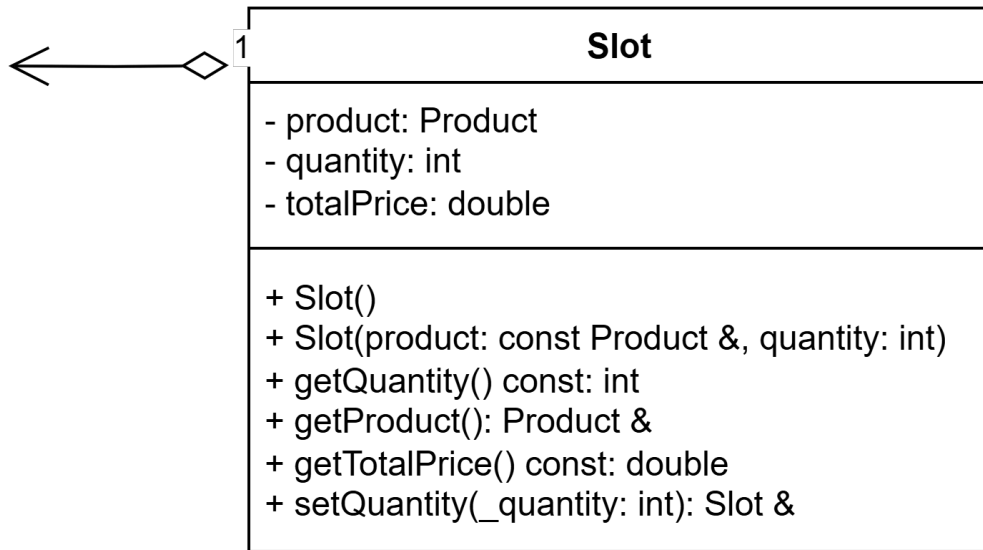 1
Slot
- product: Product
- quantity: int
- totalPrice: double
+ Slot()
+ Slot(product: const Product &, quantity: int)
+ getQuantity() const: int
+ getProduct(): Product &
+ getTotalPrice() const: double
+ setQuantity(_quantity: int): Slot &